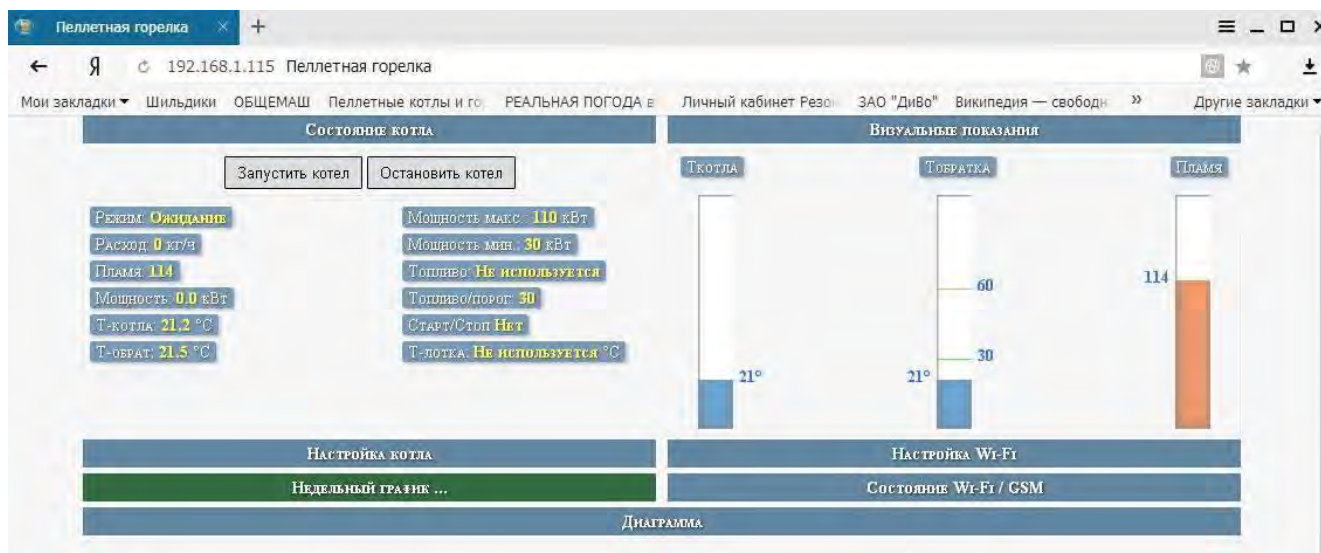 Пеллетная горелка × +
192.168.1.115 Пеллетная горелка
Мои закладки Шильдики ОБЩЕМАШ Пеллетные котлы и го РЕАЛЬНАЯ ПОГОДА в Личный кабинет Резо ЗАО "ДиВо" Википедия — свободн » Другие закладки
Состояние котла
Запустить котел Остановить котел
Режим: Ожидание
Расход: 0 кг/ч
Пламя: 114
Мощность: 0.0 кВт
Т-котла: 21.2 °C
Т-обрат: 21.5 °C
Мощность макс.: 110 кВт
Мощность мин.: 30 кВт
Топливо: Не используется
Топливо/порог: 30
Старт/Стоп Нет
Т-лотка: Не используется °C
Визуальные показания
Ткотла Тобратка Пламя
60
114
30
21° 21°
Настройка котла Настройка Wi-Fi
Недельный график ... Состояние Wi-Fi / GSM
Диаграмма